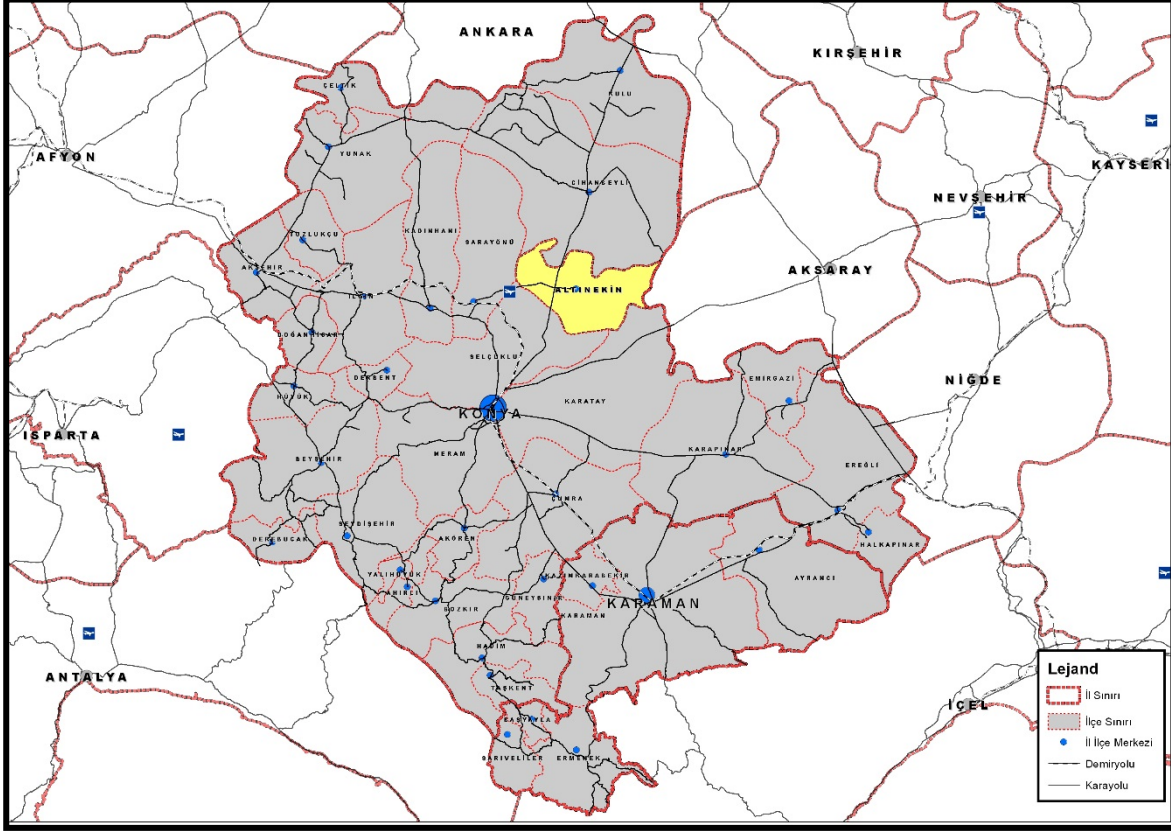 ANKARA
KIRŞEHİR
ÇELTİK
KULU
YUNAK
AFYON
KAYSERİ
CİHANBEYLİ
NEVŞEHİR
TUZLUKÇU
KADINHANI
SARAYÖNÜ
AKŞEHİR
AKSARAY
ILGIN
ALTINEKİN
DOĞANHİSAR
SELÇUKLU
DERBENT
EMİRGAZİ
NİĞDE
HÜYÜK
KONYA
KARATAY
ISPARTA
MERAM
KARAPINAR
BEYŞEHİR
EREĞLİ
ÇUMRA
SEYDİŞEHİR
AKÖREN
DEREBUCAK
HALKAPINAR
YALIHÜYÜK
KAZIMKARABEKİR
AYRANCI
AHIRLI
GÜNEYSINIR
BOZKIR
KARAMAN
KARAMAN
HADİM
ANTALYA
TAŞKENT
İÇEL
BAŞYAYLA
SARIVELİLER
ERMENEK
Lejand
İl Sınırı
İlçe Sınırı
İl İlçe Merkezi
Demiryolu
Karayolu